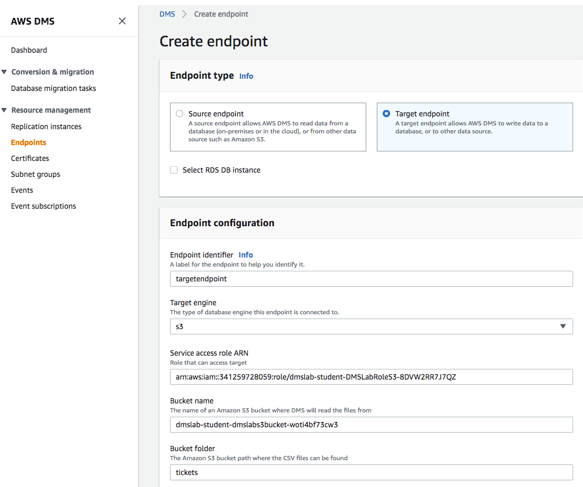 AWS DMS
Dashboard
Conversion & migration
Database migration tasks
Resource management
Replication instances
Endpoints
Certificates
Subnet groups
Events
Event subscriptions
DMS > Create endpoint
Create endpoint
Endpoint type Info
Source endpoint
A source endpoint allows AWS DMS to read data from a
database (on-premises or in the cloud), or from other data
source such as Amazon S3.
Target endpoint
A target endpoint allows AWS DMS to write data to a
database, or to other data source.
Select RDS DB instance
Endpoint configuration
Endpoint identifier Info
A label for the endpoint to help you identify it.
targetendpoint
Target engine
The type of database engine this endpoint is connected to.
s3
Service access role ARN
Role that can access target
arn:aws:iam::341259728059:role/dmslab-student-DMSLabRoleS3-8DVW2RR7J7QZ
Bucket name
The name of an Amazon S3 bucket where DMS will read the files from
dmslab-student-dmslabs3bucket-woti4bf73cw3
Bucket folder
The Amazon S3 bucket path where the CSV files can be found
tickets